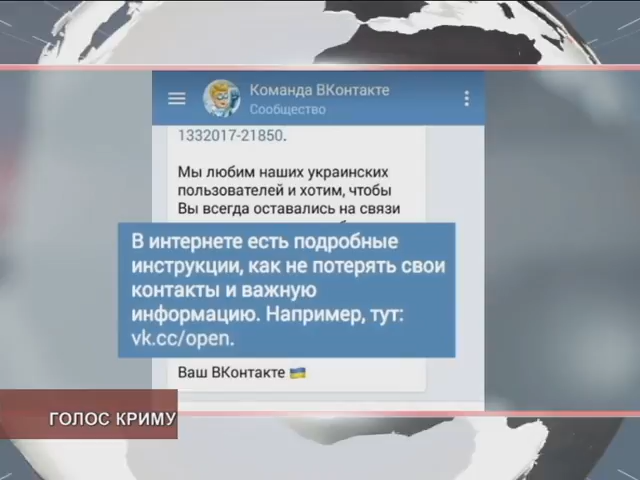 Команда ВКонтакте
Сообщество
1332017-21850.
Мы любим наших украинских
пользователей и хотим, чтобы
Вы всегда оставались на связи
В интернете есть подробные
инструкции, как не потерять свои
контакты и важную
информацию. Например, тут:
vk.cc/open.
Ваш ВКонтакте
ГОЛОС КРИМУ